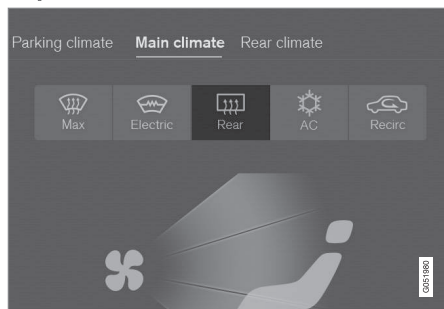 Parking climate Main climate Rear climate
Max Electric Rear AC Recirc
G051980